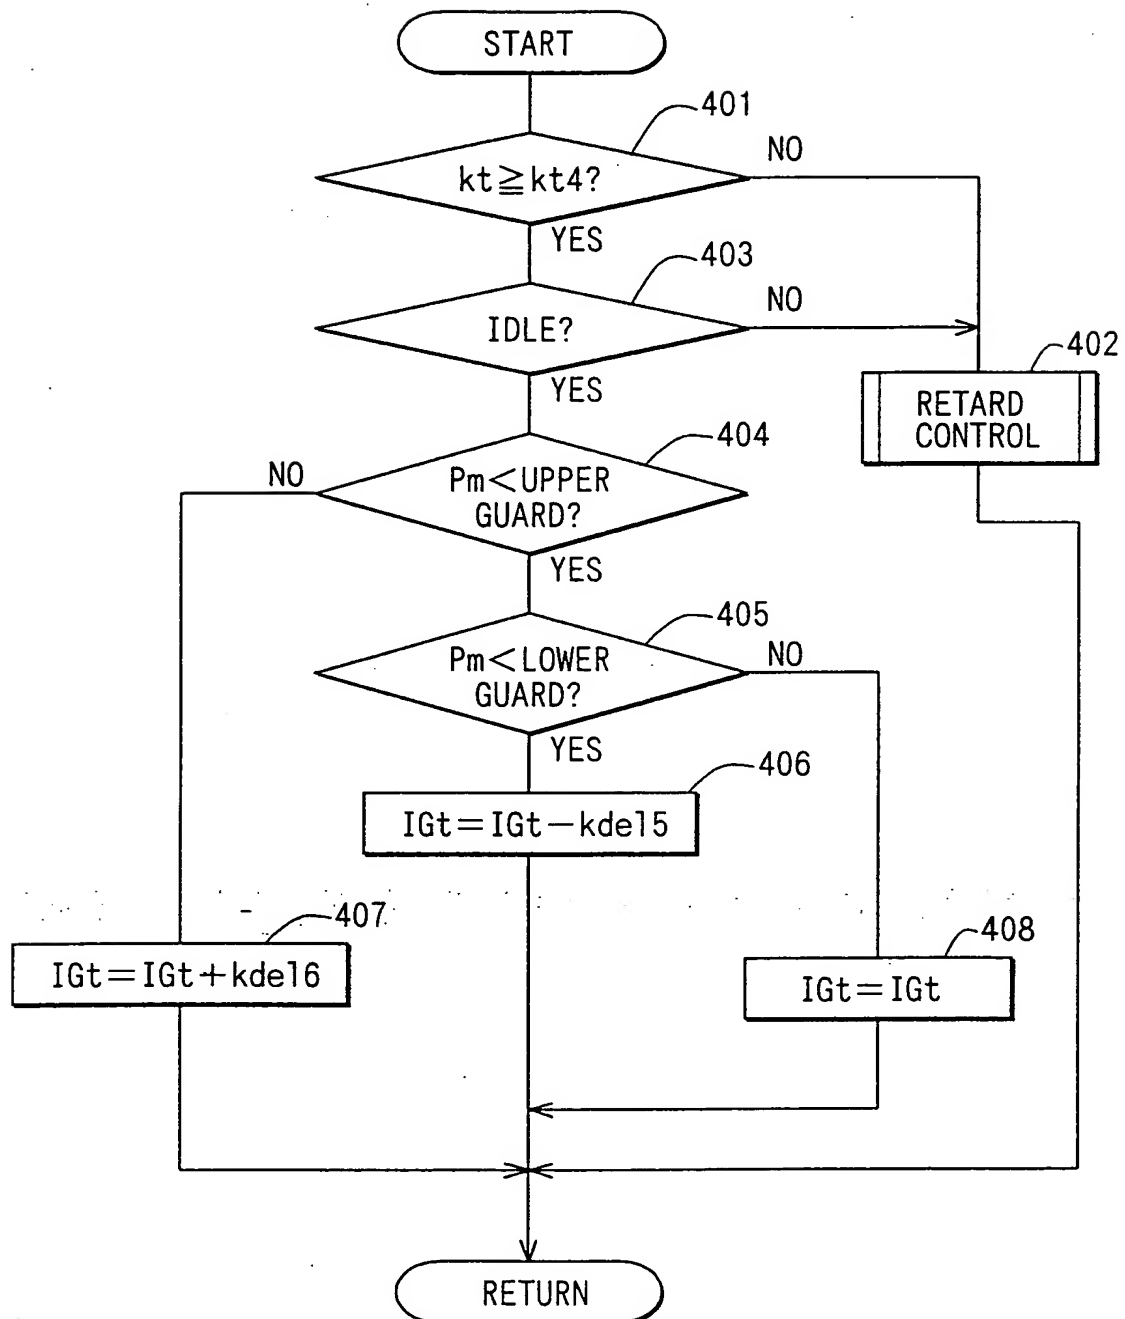 START
401
kt≧kt4?
NO
YES
403
IDLE?
NO
YES
402
RETARD
CONTROL
404
NO
Pm<UPPER
GUARD?
YES
405
Pm<LOWER
GUARD?
NO
YES
406
IGt=IGt−kdel5
407
IGt=IGt+kdel6
408
IGt=IGt
RETURN